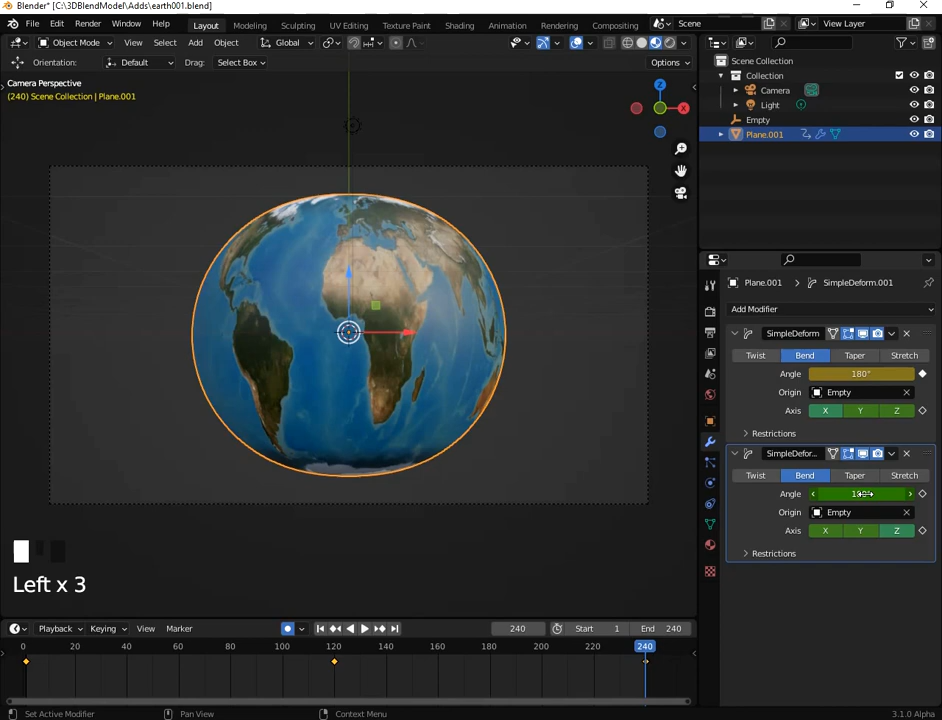 Blender* [C:\3DBlendModel\Adds\earth001.blend]
File Edit Render Window Help Layout Modeling Sculpting UV Editing Texture Paint Shading Animation Rendering Compositing Scene View Layer
Object Mode View Select Add Object Global
Orientation: Default Drag: Select Box Options
Camera Perspective
(240) Scene Collection | Plane.001
Z
X
Scene Collection
Collection
Camera
Light
Empty
Plane.001
Plane.001 > SimpleDeform.001
Add Modifier
SimpleDeform
Twist Bend Taper Stretch
Angle 180°
Origin Empty
Axis X Y Z
Restrictions
SimpleDefor...
Twist Bend Taper Stretch
Angle
Origin Empty
Axis X Y Z
Restrictions
Left x 3
Playback Keying View Marker 240 Start 1 End 240
0 20 40 60 80 100 120 140 160 180 200 220 240
Set Active Modifier Pan View Context Menu 3.1.0 Alpha